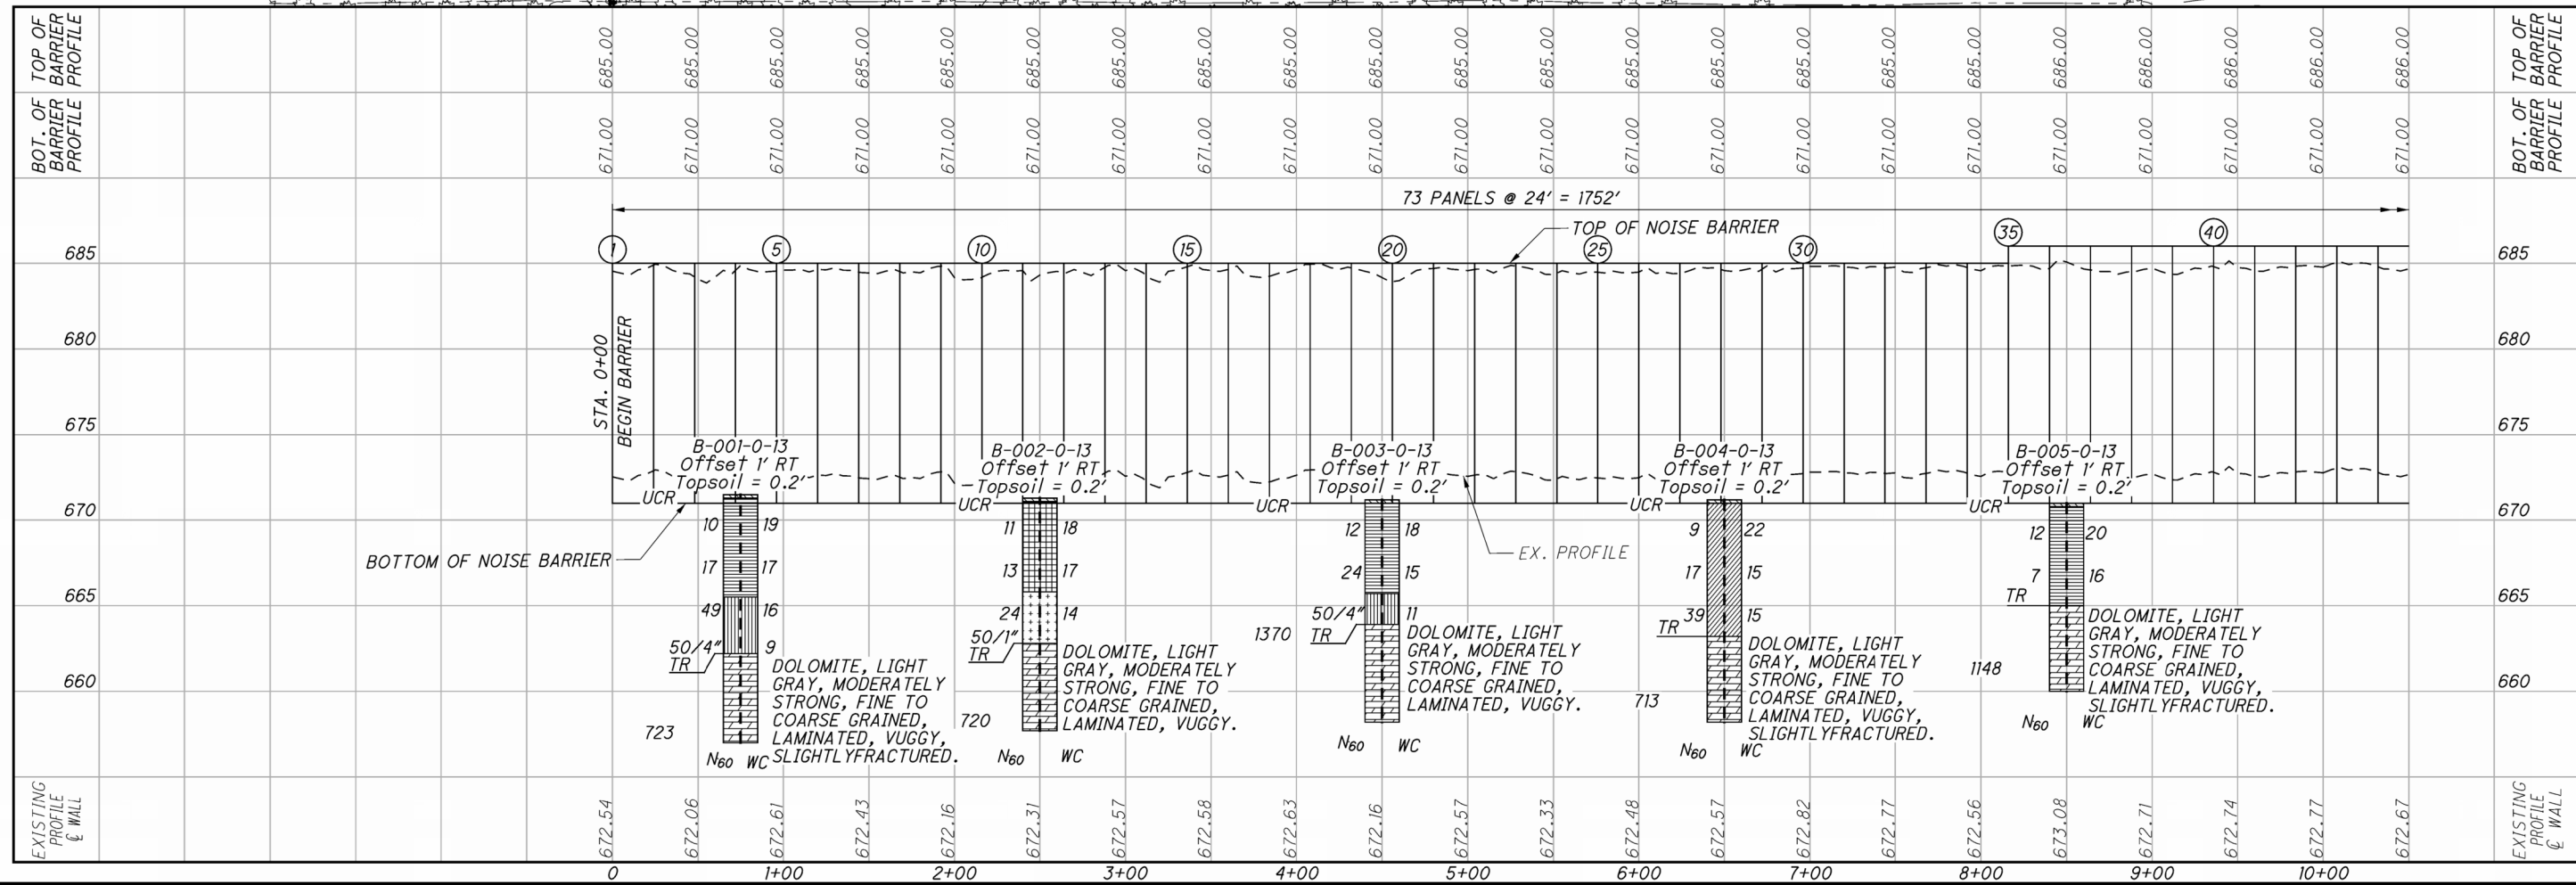 TOP OF
BARRIER
PROFILE
685.00 685.00 685.00 685.00 685.00 685.00 685.00 685.00 685.00 685.00 685.00 685.00 685.00 685.00 685.00 685.00 685.00 686.00 686.00 686.00 686.00 686.00
TOP OF
BARRIER
PROFILE
BOT. OF
BARRIER
PROFILE
671.00 671.00 671.00 671.00 671.00 671.00 671.00 671.00 671.00 671.00 671.00 671.00 671.00 671.00 671.00 671.00 671.00 671.00 671.00 671.00 671.00 671.00
BOT. OF
BARRIER
PROFILE
73 PANELS @ 24' = 1752'
TOP OF NOISE BARRIER
1 5 10 15 20 25 30 35 40
685 685
680 680
675 675
670 670
665 665
660 660
STA. 0+00
BEGIN BARRIER
BOTTOM OF NOISE BARRIER
EX. PROFILE
B-001-0-13
Offset 1' RT
Topsoil = 0.2'
UCR
10 19
17 17
49 16
50/4" 9
TR
723
DOLOMITE, LIGHT
GRAY, MODERATELY
STRONG, FINE TO
COARSE GRAINED,
LAMINATED, VUGGY,
SLIGHTLYFRACTURED.
N60 WC
B-002-0-13
Offset 1' RT
Topsoil = 0.2'
UCR
11 18
13 17
24 14
50/1"
TR
720
DOLOMITE, LIGHT
GRAY, MODERATELY
STRONG, FINE TO
COARSE GRAINED,
LAMINATED, VUGGY.
N60 WC
B-003-0-13
Offset 1' RT
Topsoil = 0.2'
UCR
12 18
24 15
50/4" 11
TR
1370
DOLOMITE, LIGHT
GRAY, MODERATELY
STRONG, FINE TO
COARSE GRAINED,
LAMINATED, VUGGY.
N60 WC
B-004-0-13
Offset 1' RT
Topsoil = 0.2'
UCR
9 22
17 15
39 15
TR
713
DOLOMITE, LIGHT
GRAY, MODERATELY
STRONG, FINE TO
COARSE GRAINED,
LAMINATED, VUGGY,
SLIGHTLYFRACTURED.
N60 WC
B-005-0-13
Offset 1' RT
Topsoil = 0.2'
UCR
12 20
7 16
TR
1148
DOLOMITE, LIGHT
GRAY, MODERATELY
STRONG, FINE TO
COARSE GRAINED,
LAMINATED, VUGGY,
SLIGHTLYFRACTURED.
N60 WC
EXISTING
PROFILE
℄ WALL
672.54 672.06 672.61 672.43 672.16 672.31 672.57 672.58 672.63 672.16 672.57 672.33 672.48 672.57 672.82 672.77 672.56 673.08 672.71 672.74 672.77 672.67
EXISTING
PROFILE
℄ WALL
0 1+00 2+00 3+00 4+00 5+00 6+00 7+00 8+00 9+00 10+00